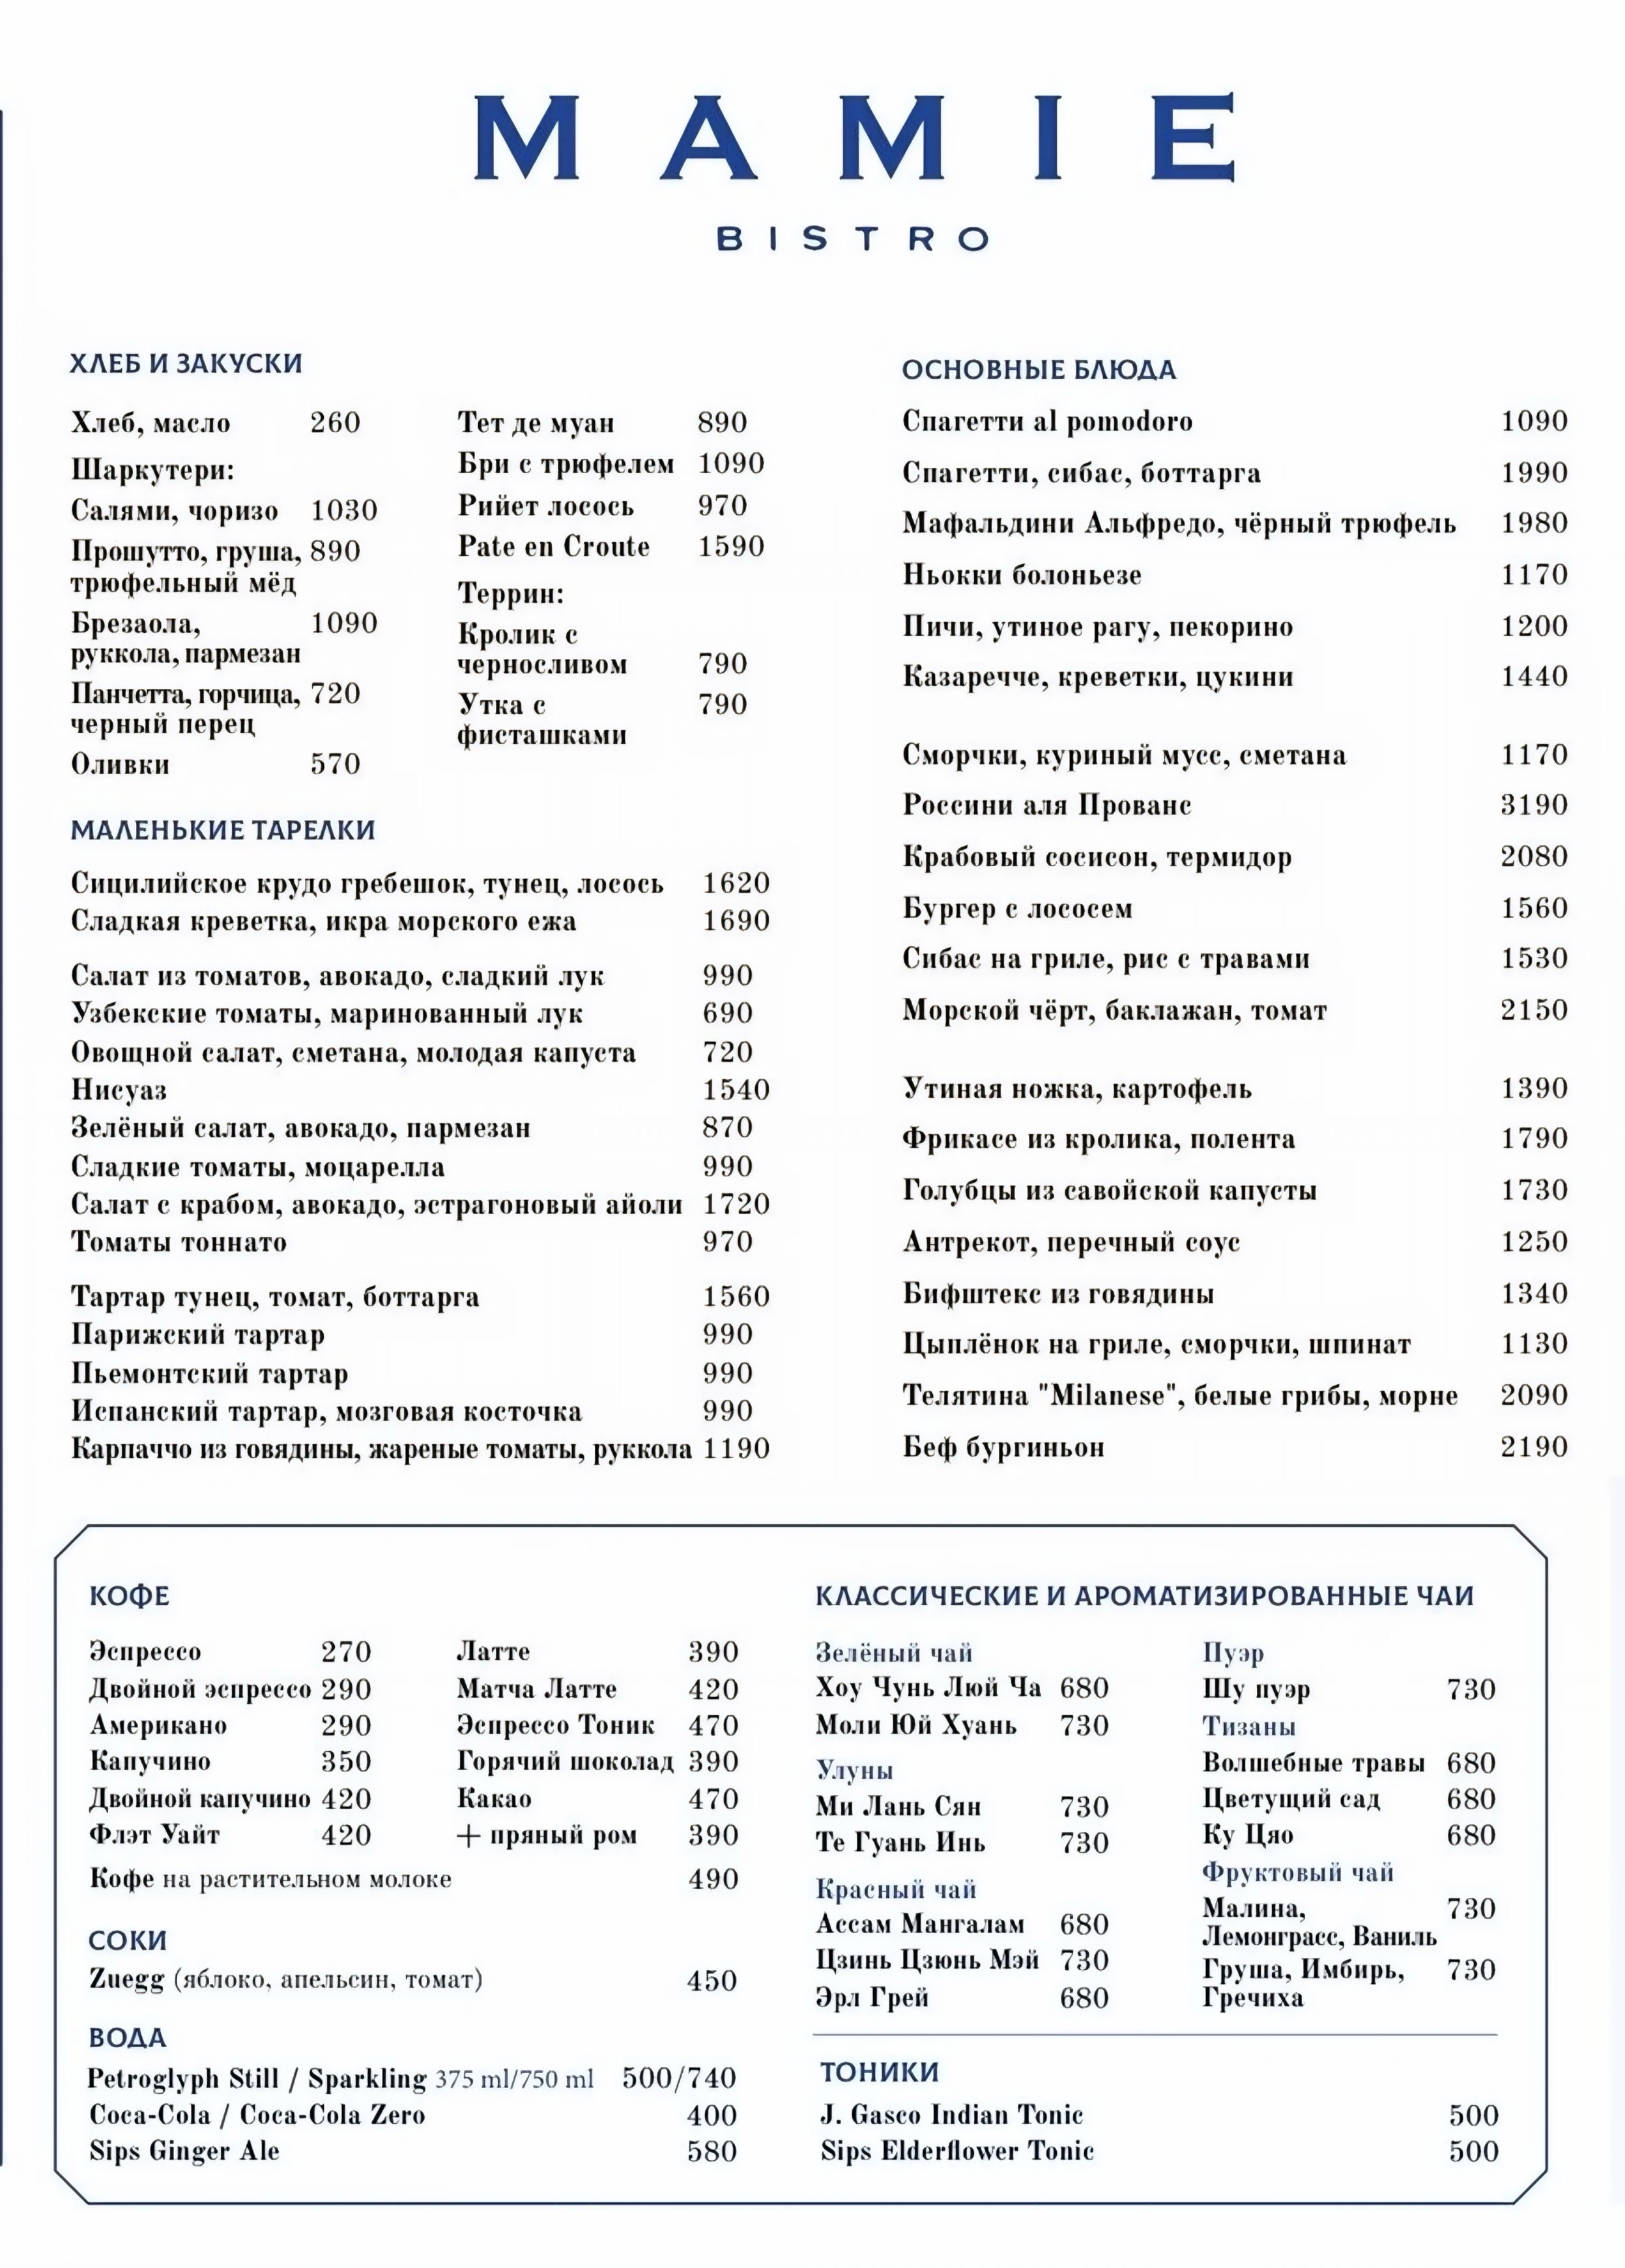 MAMIE
BISTRO
ХЛЕБ И ЗАКУСКИ
Хлеб, масло 260
Шаркутери:
Салями, чоризо 1030
Прошутто, груша, 890
трюфельный мёд
Брезаола, 1090
руккола, пармезан
Панчетта, горчица, 720
черный перец
Оливки 570
Тет де муан 890
Бри с трюфелем 1090
Рийет лосось 970
Pate en Croute 1590
Террин:
Кролик с
черносливом 790
Утка с 790
фисташками
МАЛЕНЬКИЕ ТАРЕЛКИ
Сицилийское крудо гребешок, тунец, лосось 1620
Сладкая креветка, икра морского ежа 1690
Салат из томатов, авокадо, сладкий лук 990
Узбекские томаты, маринованный лук 690
Овощной салат, сметана, молодая капуста 720
Нисуаз 1540
Зелёный салат, авокадо, пармезан 870
Сладкие томаты, моцарелла 990
Салат с крабом, авокадо, эстрагоновый айоли 1720
Томаты тоннато 970
Тартар тунец, томат, боттарга 1560
Парижский тартар 990
Пьемонтский тартар 990
Испанский тартар, мозговая косточка 990
Карпаччо из говядины, жареные томаты, руккола 1190
ОСНОВНЫЕ БЛЮДА
Спагетти al pomodoro 1090
Спагетти, сибас, боттарга 1990
Мафальдини Альфредо, чёрный трюфель 1980
Ньокки болоньезе 1170
Пичи, утиное рагу, пекорино 1200
Казаречче, креветки, цукини 1440
Сморчки, куриный мусс, сметана 1170
Россини аля Прованс 3190
Крабовый сосисон, термидор 2080
Бургер с лососем 1560
Сибас на гриле, рис с травами 1530
Морской чёрт, баклажан, томат 2150
Утиная ножка, картофель 1390
Фрикасе из кролика, полента 1790
Голубцы из савойской капусты 1730
Антрекот, перечный соус 1250
Бифштекс из говядины 1340
Цыплёнок на гриле, сморчки, шпинат 1130
Телятина "Milanese", белые грибы, морне 2090
Беф бургиньон 2190
КОФЕ
Эспрессо 270
Двойной эспрессо 290
Американо 290
Капучино 350
Двойной капучино 420
Флэт Уайт 420
Латте 390
Матча Латте 420
Эспрессо Тоник 470
Горячий шоколад 390
Какао 470
+ пряный ром 390
Кофе на растительном молоке 490
СОКИ
Zuegg (яблоко, апельсин, томат) 450
ВОДА
Petroglyph Still / Sparkling 375 ml/750 ml 500/740
Coca-Cola / Coca-Cola Zero 400
Sips Ginger Ale 580
КЛАССИЧЕСКИЕ И АРОМАТИЗИРОВАННЫЕ ЧАИ
Зелёный чай
Хоу Чунь Люй Ча 680
Моли Юй Хуань 730
Улуны
Ми Лань Сян 730
Те Гуань Инь 730
Красный чай
Ассам Мангалам 680
Цзинь Цзюнь Мэй 730
Эрл Грей 680
Пуэр
Шу пуэр 730
Тизаны
Волшебные травы 680
Цветущий сад 680
Ку Цяо 680
Фруктовый чай
Малина, 730
Лемонграсс, Ваниль
Груша, Имбирь, 730
Гречиха
ТОНИКИ
J. Gasco Indian Tonic 500
Sips Elderflower Tonic 500